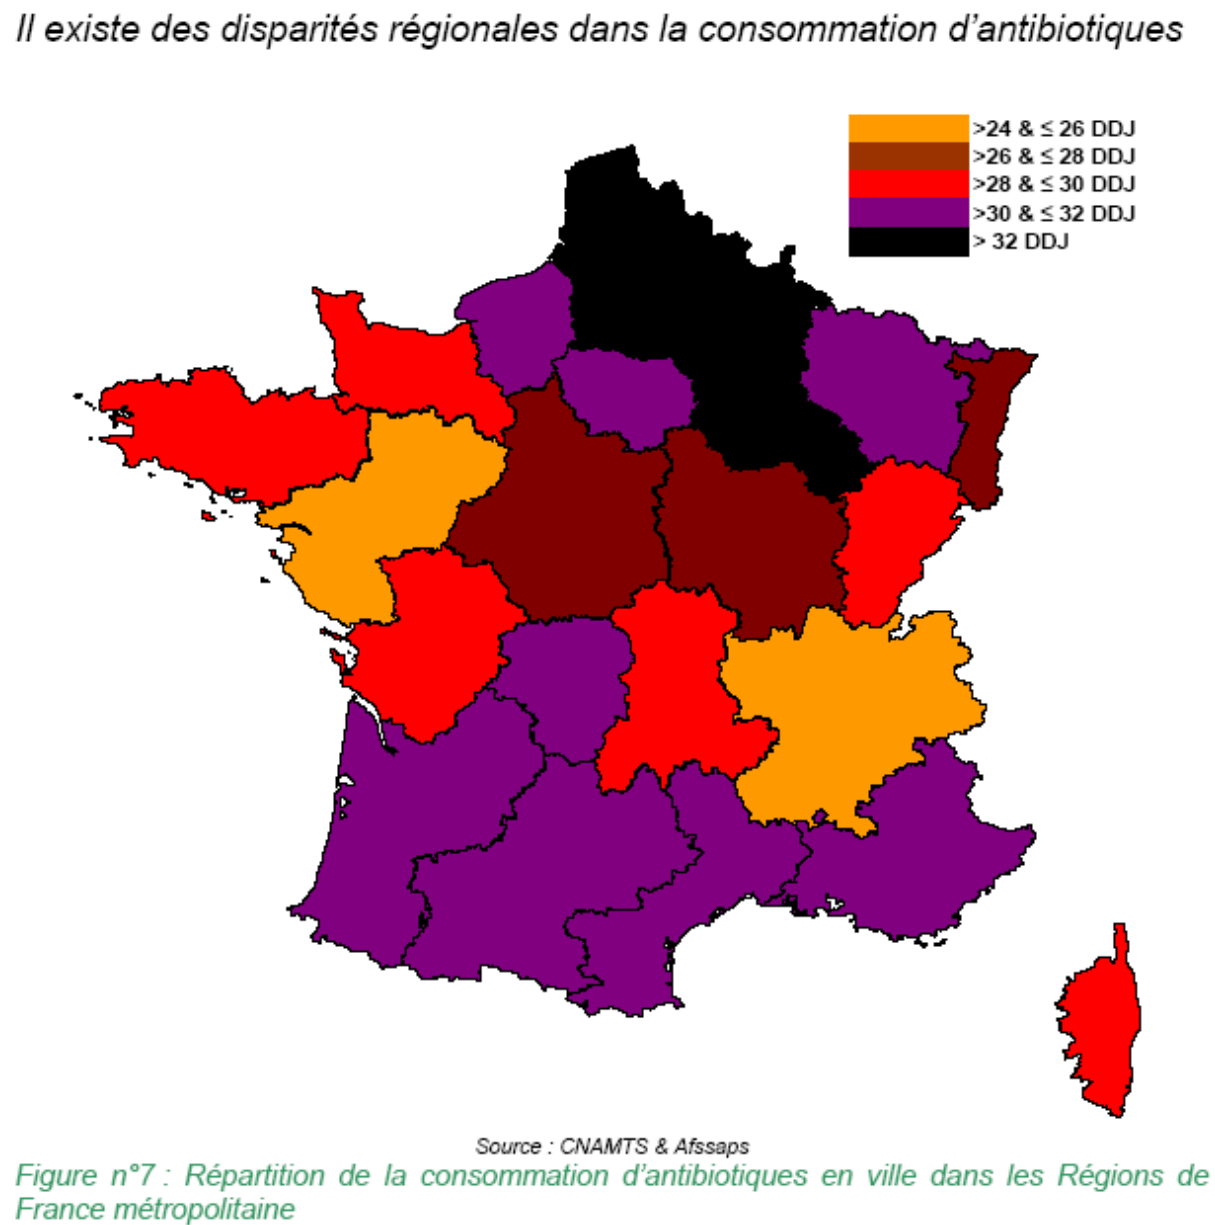 Il existe des disparités régionales dans la consommation d’antibiotiques
>24 & ≤ 26 DDJ
>26 & ≤ 28 DDJ
>28 & ≤ 30 DDJ
>30 & ≤ 32 DDJ
> 32 DDJ
Source : CNAMTS & Afssaps
Figure n°7 : Répartition de la consommation d’antibiotiques en ville dans les Régions de
France métropolitaine